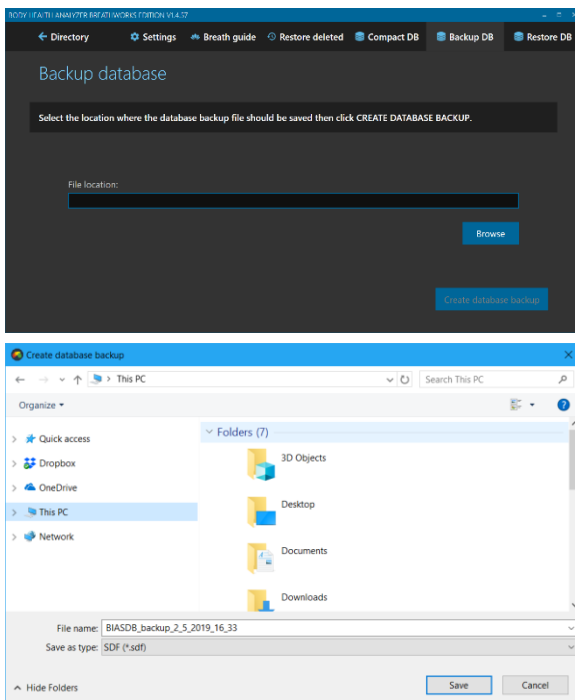 BODY HEALTH ANALYZER BREATHWORKS EDITION V1.4.57
Directory Settings Breath guide Restore deleted Compact DB Backup DB Restore DB
Backup database
Select the location where the database backup file should be saved then click CREATE DATABASE BACKUP.
File location:
Browse
Create database backup
Create database backup
This PC
Search This PC
Organize
Quick access
Dropbox
OneDrive
This PC
Network
Folders (7)
3D Objects
Desktop
Documents
Downloads
File name: BIASDB_backup_2_5_2019_16_33
Save as type: SDF (*.sdf)
Hide Folders
Save
Cancel